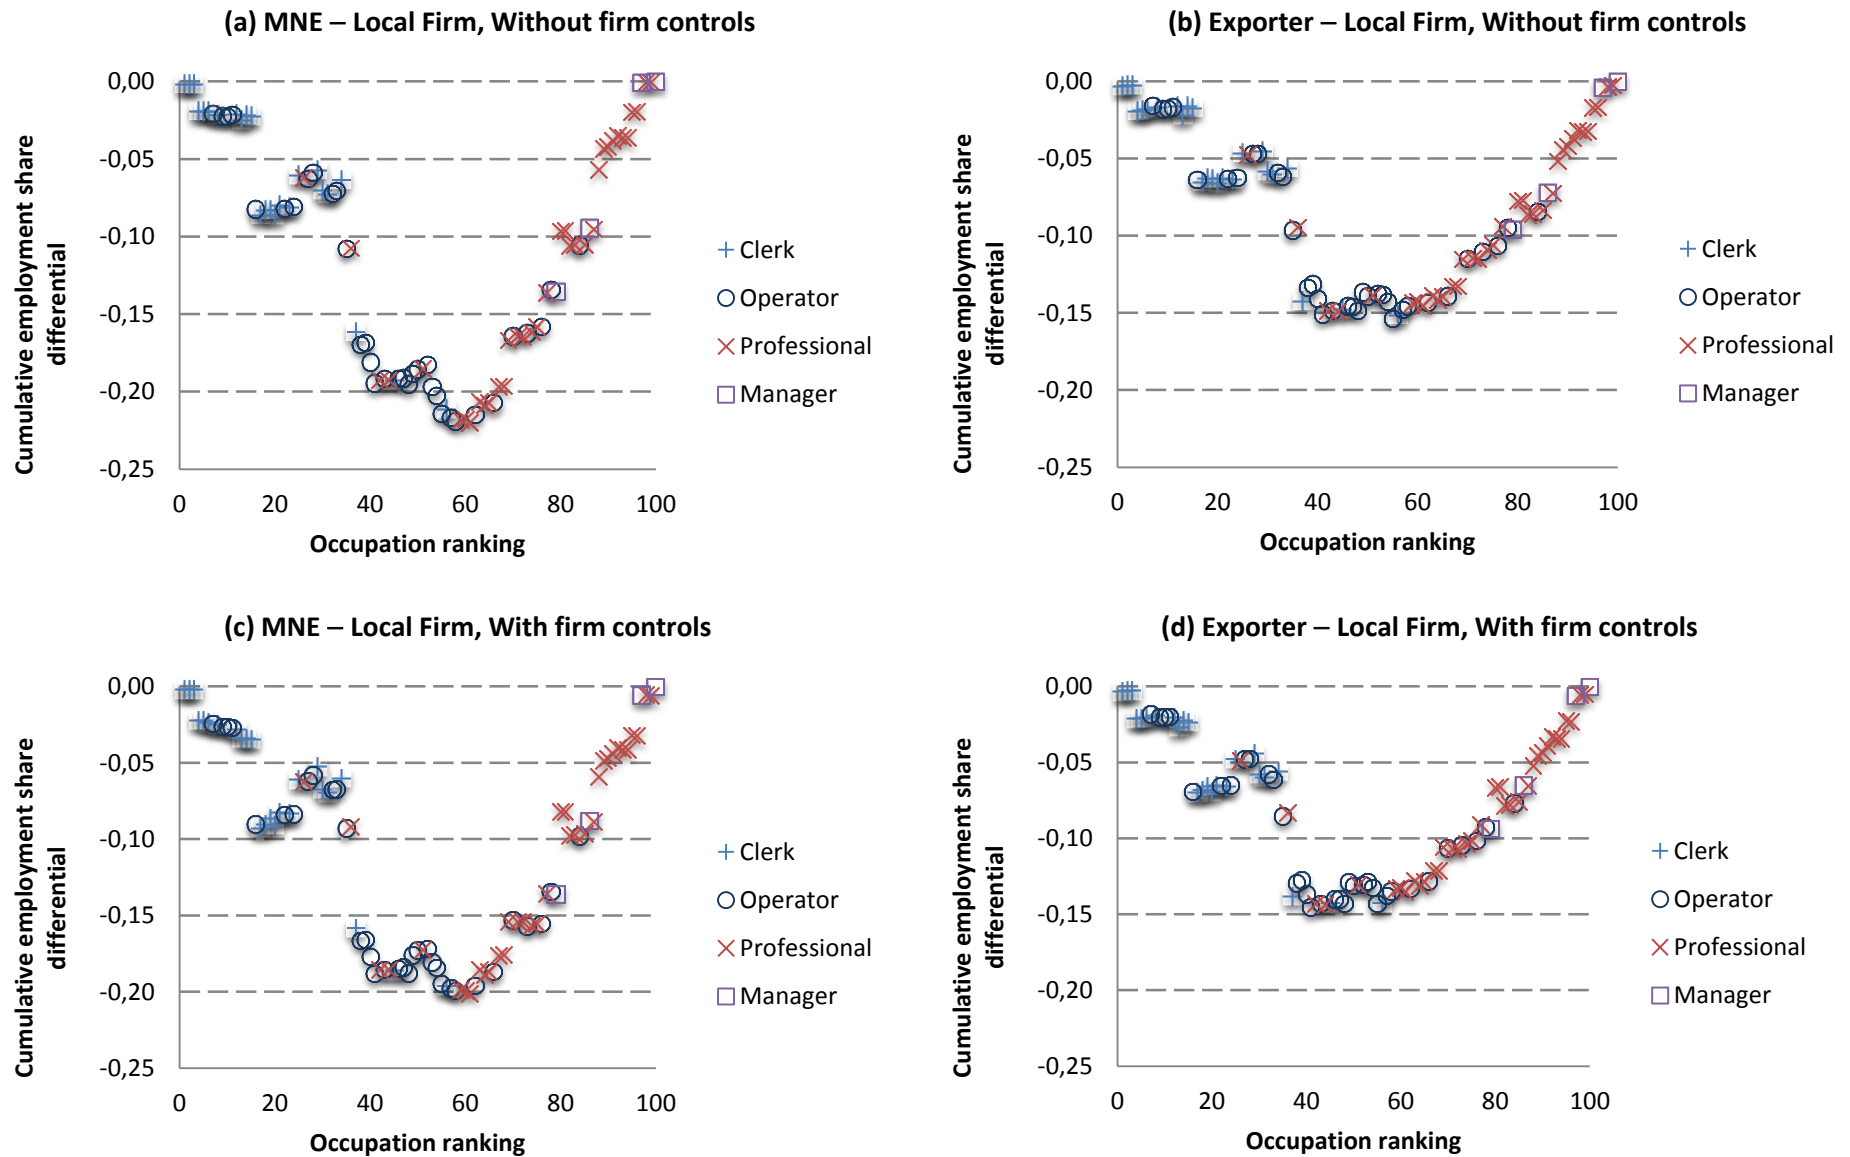 (a) MNE – Local Firm, Without firm controls
0,00
-0,05
-0,10
-0,15
-0,20
-0,25
0 20 40 60 80 100
Cumulative employment share
differential
Occupation ranking
Clerk
Operator
Professional
Manager
(b) Exporter – Local Firm, Without firm controls
0,00
-0,05
-0,10
-0,15
-0,20
-0,25
0 20 40 60 80 100
Cumulative employment share
differential
Occupation ranking
Clerk
Operator
Professional
Manager
(c) MNE – Local Firm, With firm controls
0,00
-0,05
-0,10
-0,15
-0,20
-0,25
0 20 40 60 80 100
Cumulative employment share
differential
Occupation ranking
Clerk
Operator
Professional
Manager
(d) Exporter – Local Firm, With firm controls
0,00
-0,05
-0,10
-0,15
-0,20
-0,25
0 20 40 60 80 100
Cumulative employment share
differential
Occupation ranking
Clerk
Operator
Professional
Manager